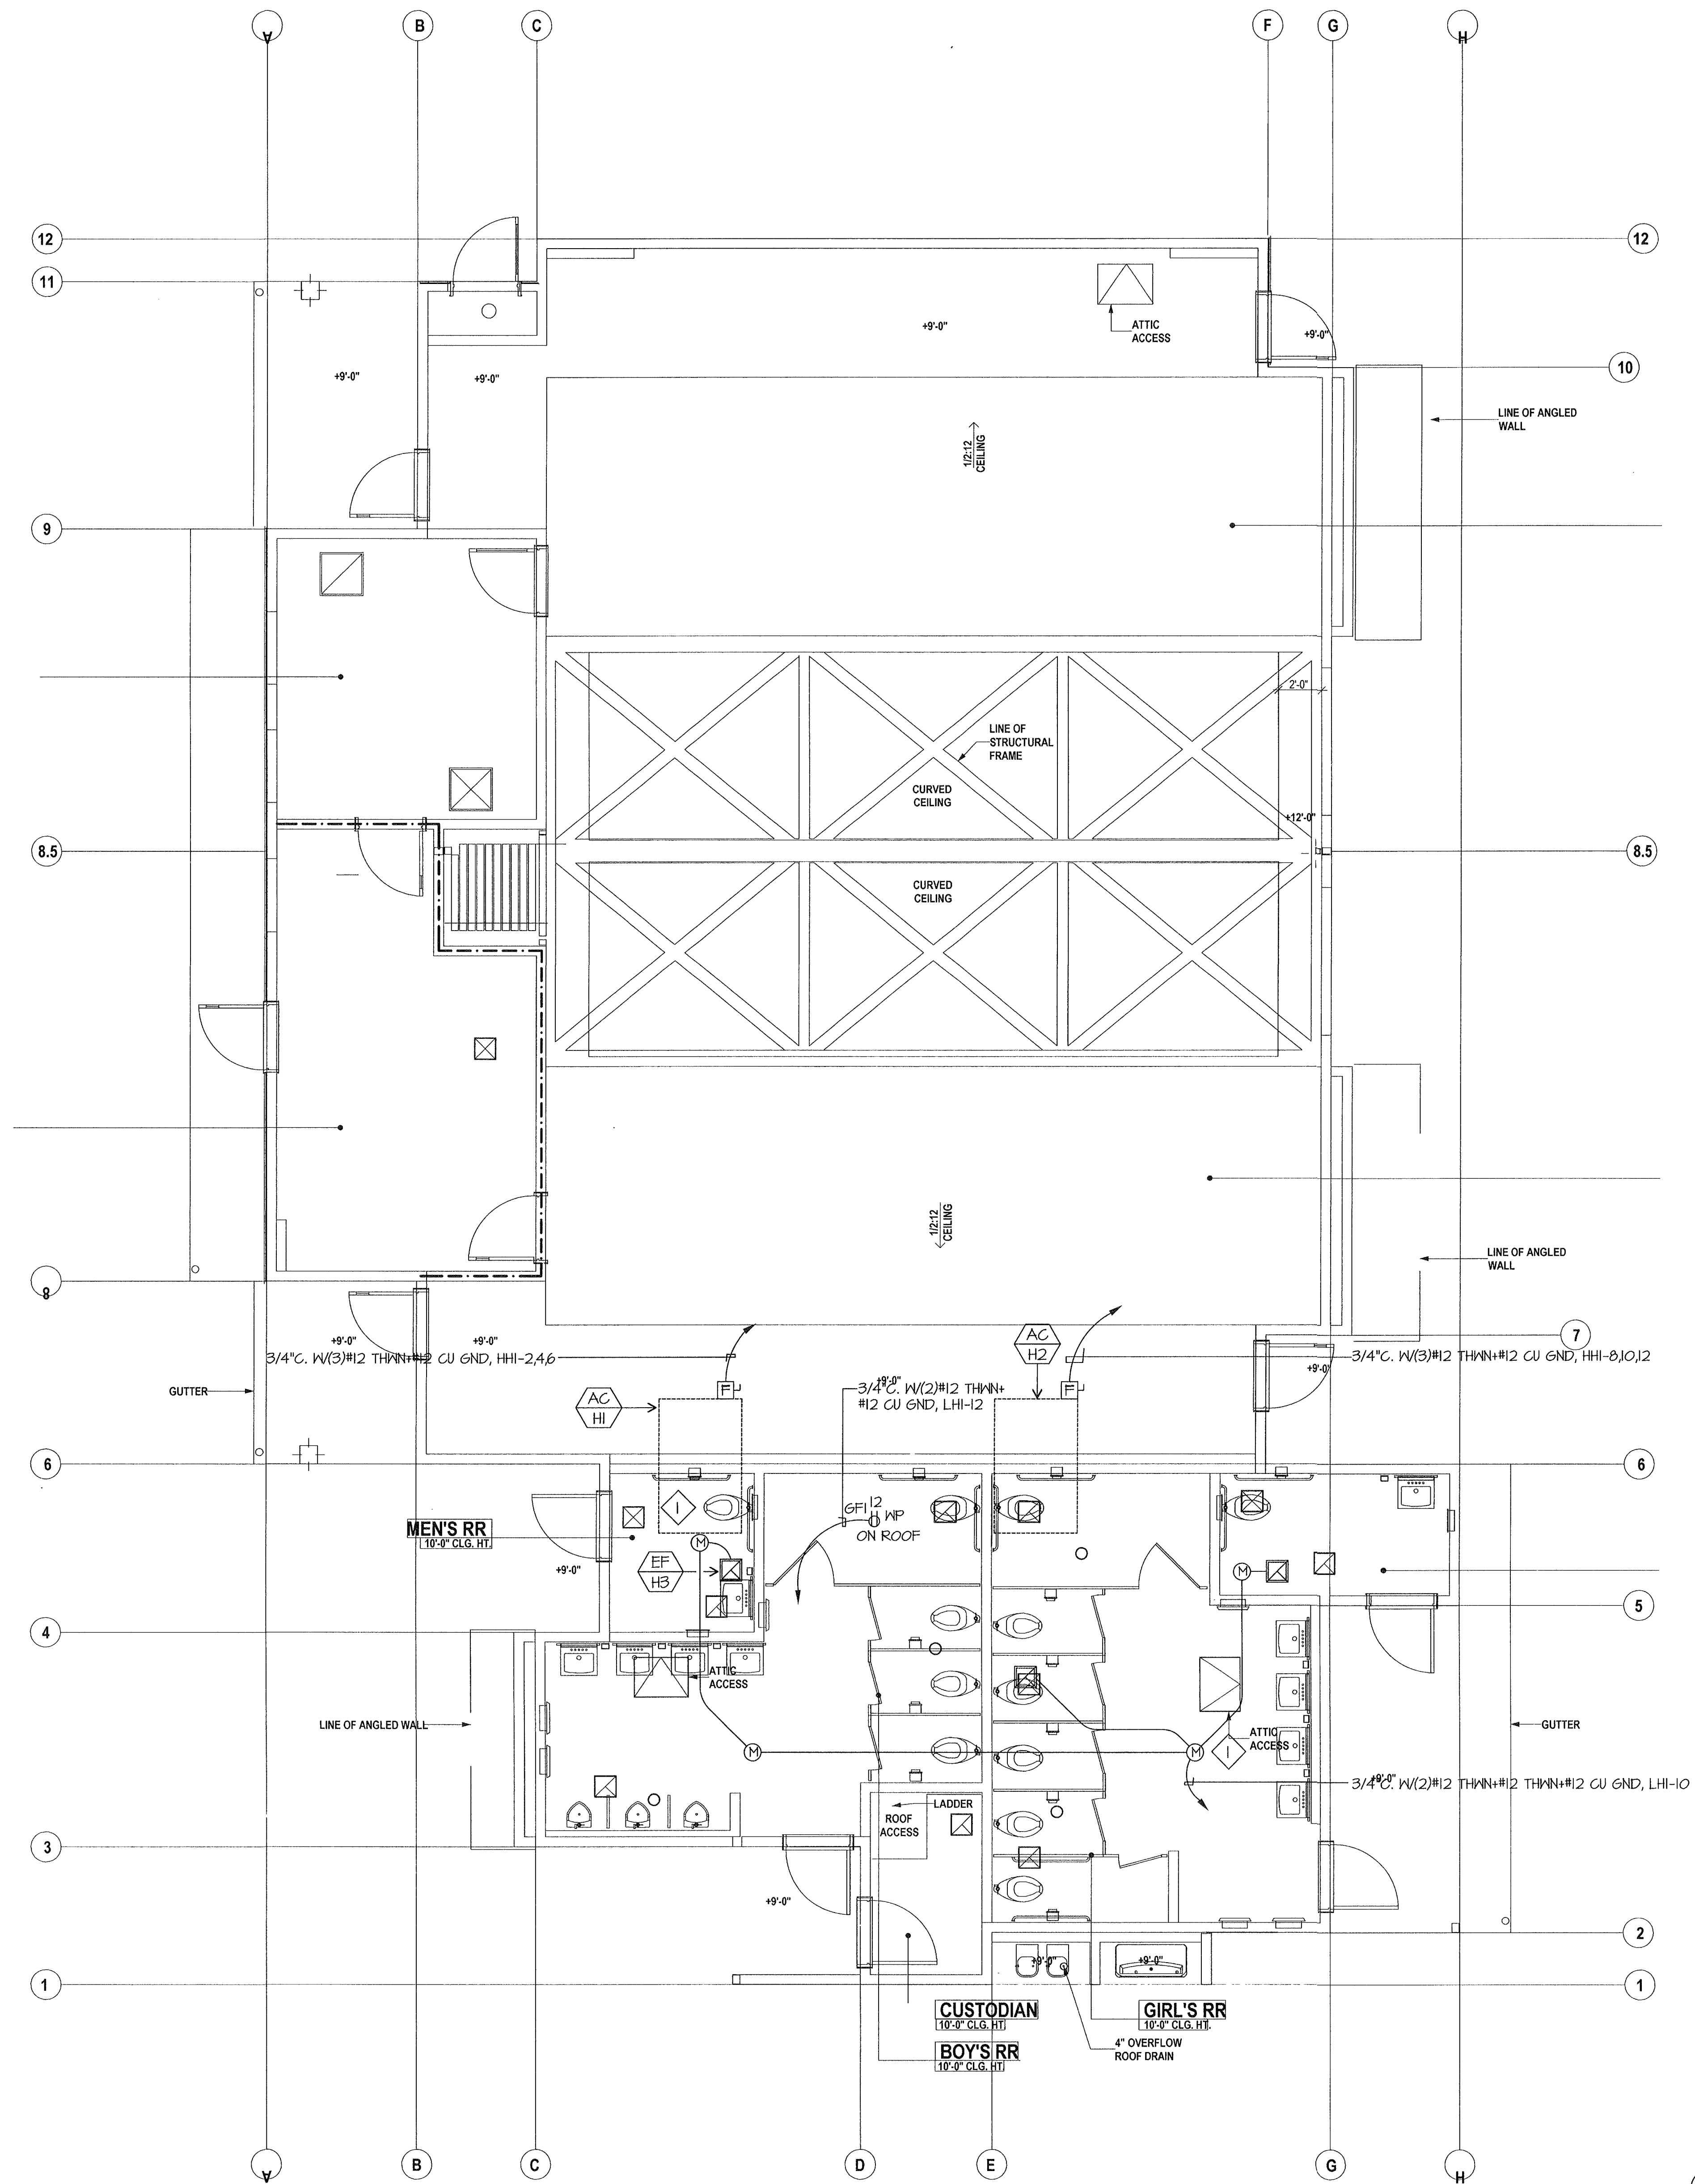 A
B
C
F
G
H
12
12
11
ATTIC
ACCESS
+9'-0"
+9'-0"
10
+9'-0"
+9'-0"
LINE OF ANGLED
WALL
1/2:12
CEILING
9
2'-0"
LINE OF
STRUCTURAL
FRAME
CURVED
CEILING
+12'-0"
8.5
8.5
CURVED
CEILING
1/2:12
CEILING
LINE OF ANGLED
WALL
8
7
AC
H2
+9'-0"
+9'-0"
3/4"C. W/(3)#12 THWN+#12 CU GND, HH1-2,4,6
3/4"C. W/(3)#12 THWN+#12 CU GND, HH1-8,10,12
+9'-0"
GUTTER
F
F
+9'-0"
3/4"C. W/(2)#12 THWN+
#12 CU GND, LH1-12
AC
H1
6
6
1
12
GFI
WP
ON ROOF
MEN'S RR
10'-0" CLG. HT.
M
EF
H3
+9'-0"
M
5
4
ATTIC
ACCESS
LINE OF ANGLED WALL
GUTTER
ATTIC
ACCESS
1
M
M
+9'-0"
3/4"C. W/(2)#12 THWN+#12 THWN+#12 CU GND, LH1-10
LADDER
ROOF
ACCESS
3
+9'-0"
2
+9'-0"
+9'-0"
1
1
CUSTODIAN
10'-0" CLG. HT.
GIRL'S RR
10'-0" CLG. HT.
BOY'S RR
10'-0" CLG. HT.
4" OVERFLOW
ROOF DRAIN
A
B
C
D
E
G
H